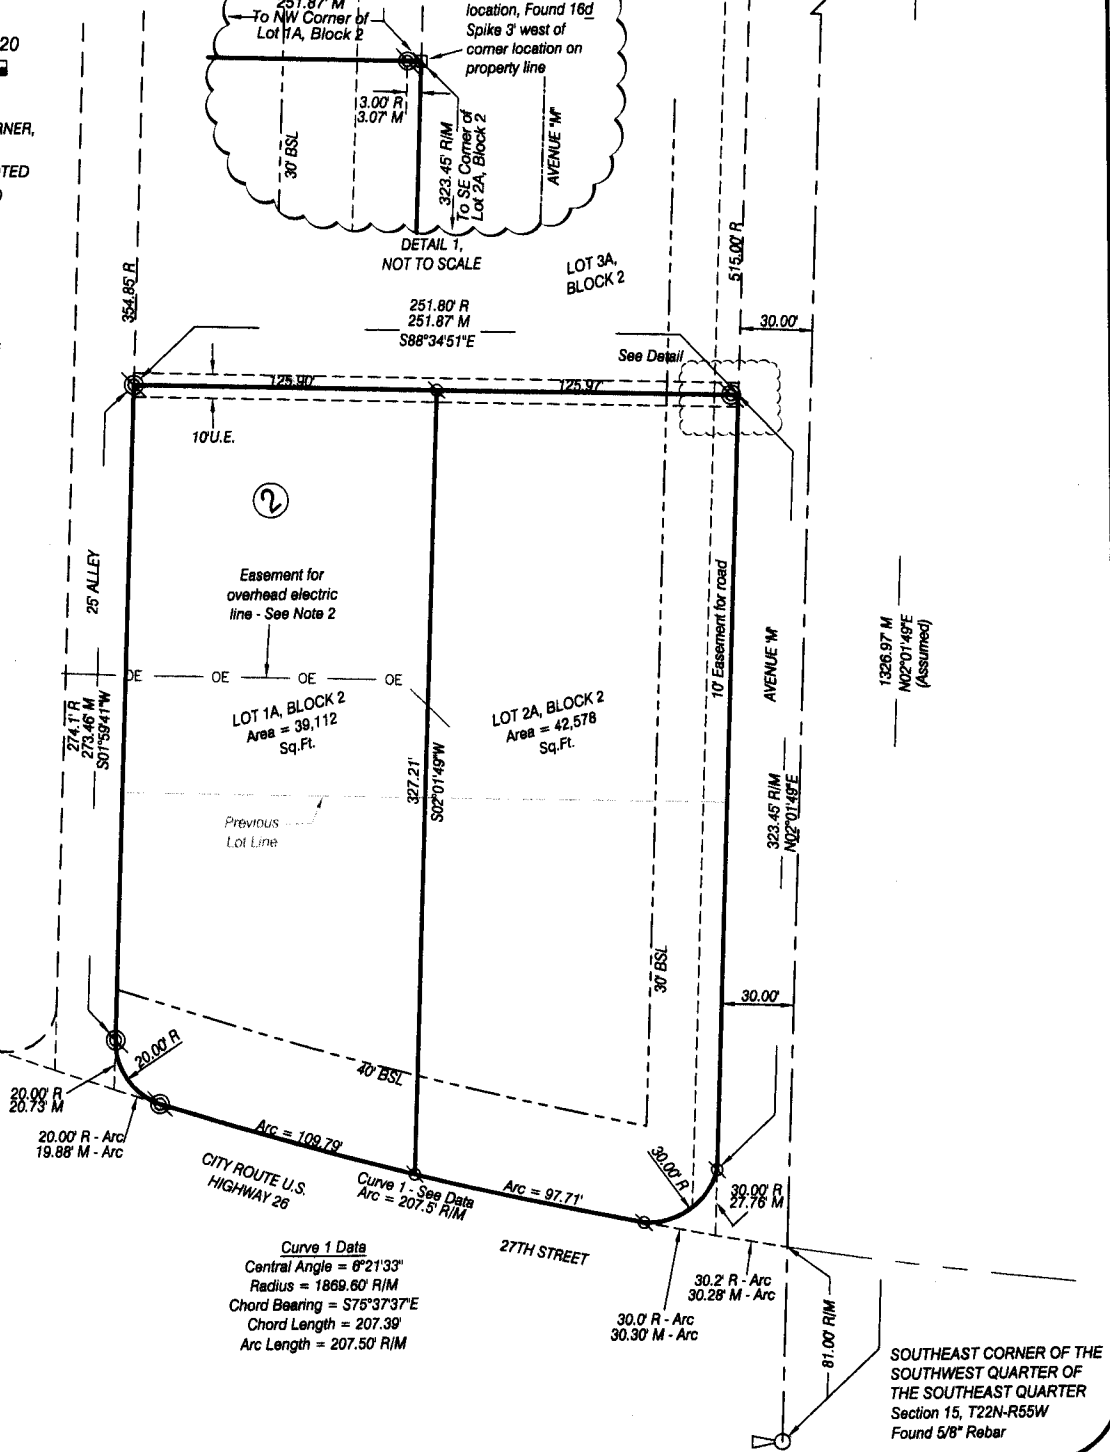 251.87' M
To NW Corner of
Lot 1A, Block 2
location, Found 16d
Spike 3' west of
corner location on
property line
20
RNER,
TED
3.00' R
3.07' M
30' BSL
323.45' R/M
To SE Corner of
Lot 2A, Block 2
AVENUE "M"
DETAIL 1,
NOT TO SCALE
LOT 3A,
BLOCK 2
354.85' R
515.00' R
251.80' R
251.87' M
S88°34'51"E
30.00'
See Detail
125.90'
125.97'
10' U.E.
2
25' ALLEY
Easement for
overhead electric
line - See Note 2
OE OE OE OE
10' Easement for road
AVENUE "M"
1326.97' M
N02°01'49"E
(Assumed)
274.1' R
273.46' M
S01°59'41"W
LOT 1A, BLOCK 2
Area = 39,112
Sq.Ft.
LOT 2A, BLOCK 2
Area = 42,578
Sq.Ft.
327.21'
S02°01'49"W
323.45' R/M
N02°01'49"E
Previous
Lot Line
30' BSL
30.00'
20.00' R
40' BSL
20.00' R
20.73' M
20.00' R - Arc
19.88' M - Arc
Arc = 109.79'
CITY ROUTE U.S.
HIGHWAY 26
Curve 1 - See Data
Arc = 207.5' R/M
Arc = 97.71'
30.00' R
30.00' R
27.76' M
27TH STREET
Curve 1 Data
Central Angle = 6°21'33"
Radius = 1869.60' R/M
Chord Bearing = S75°37'37"E
Chord Length = 207.39'
Arc Length = 207.50' R/M
30.2' R - Arc
30.28' M - Arc
30.0' R - Arc
30.30' M - Arc
81.00' R/M
SOUTHEAST CORNER OF THE
SOUTHWEST QUARTER OF
THE SOUTHEAST QUARTER
Section 15, T22N-R55W
Found 5/8" Rebar